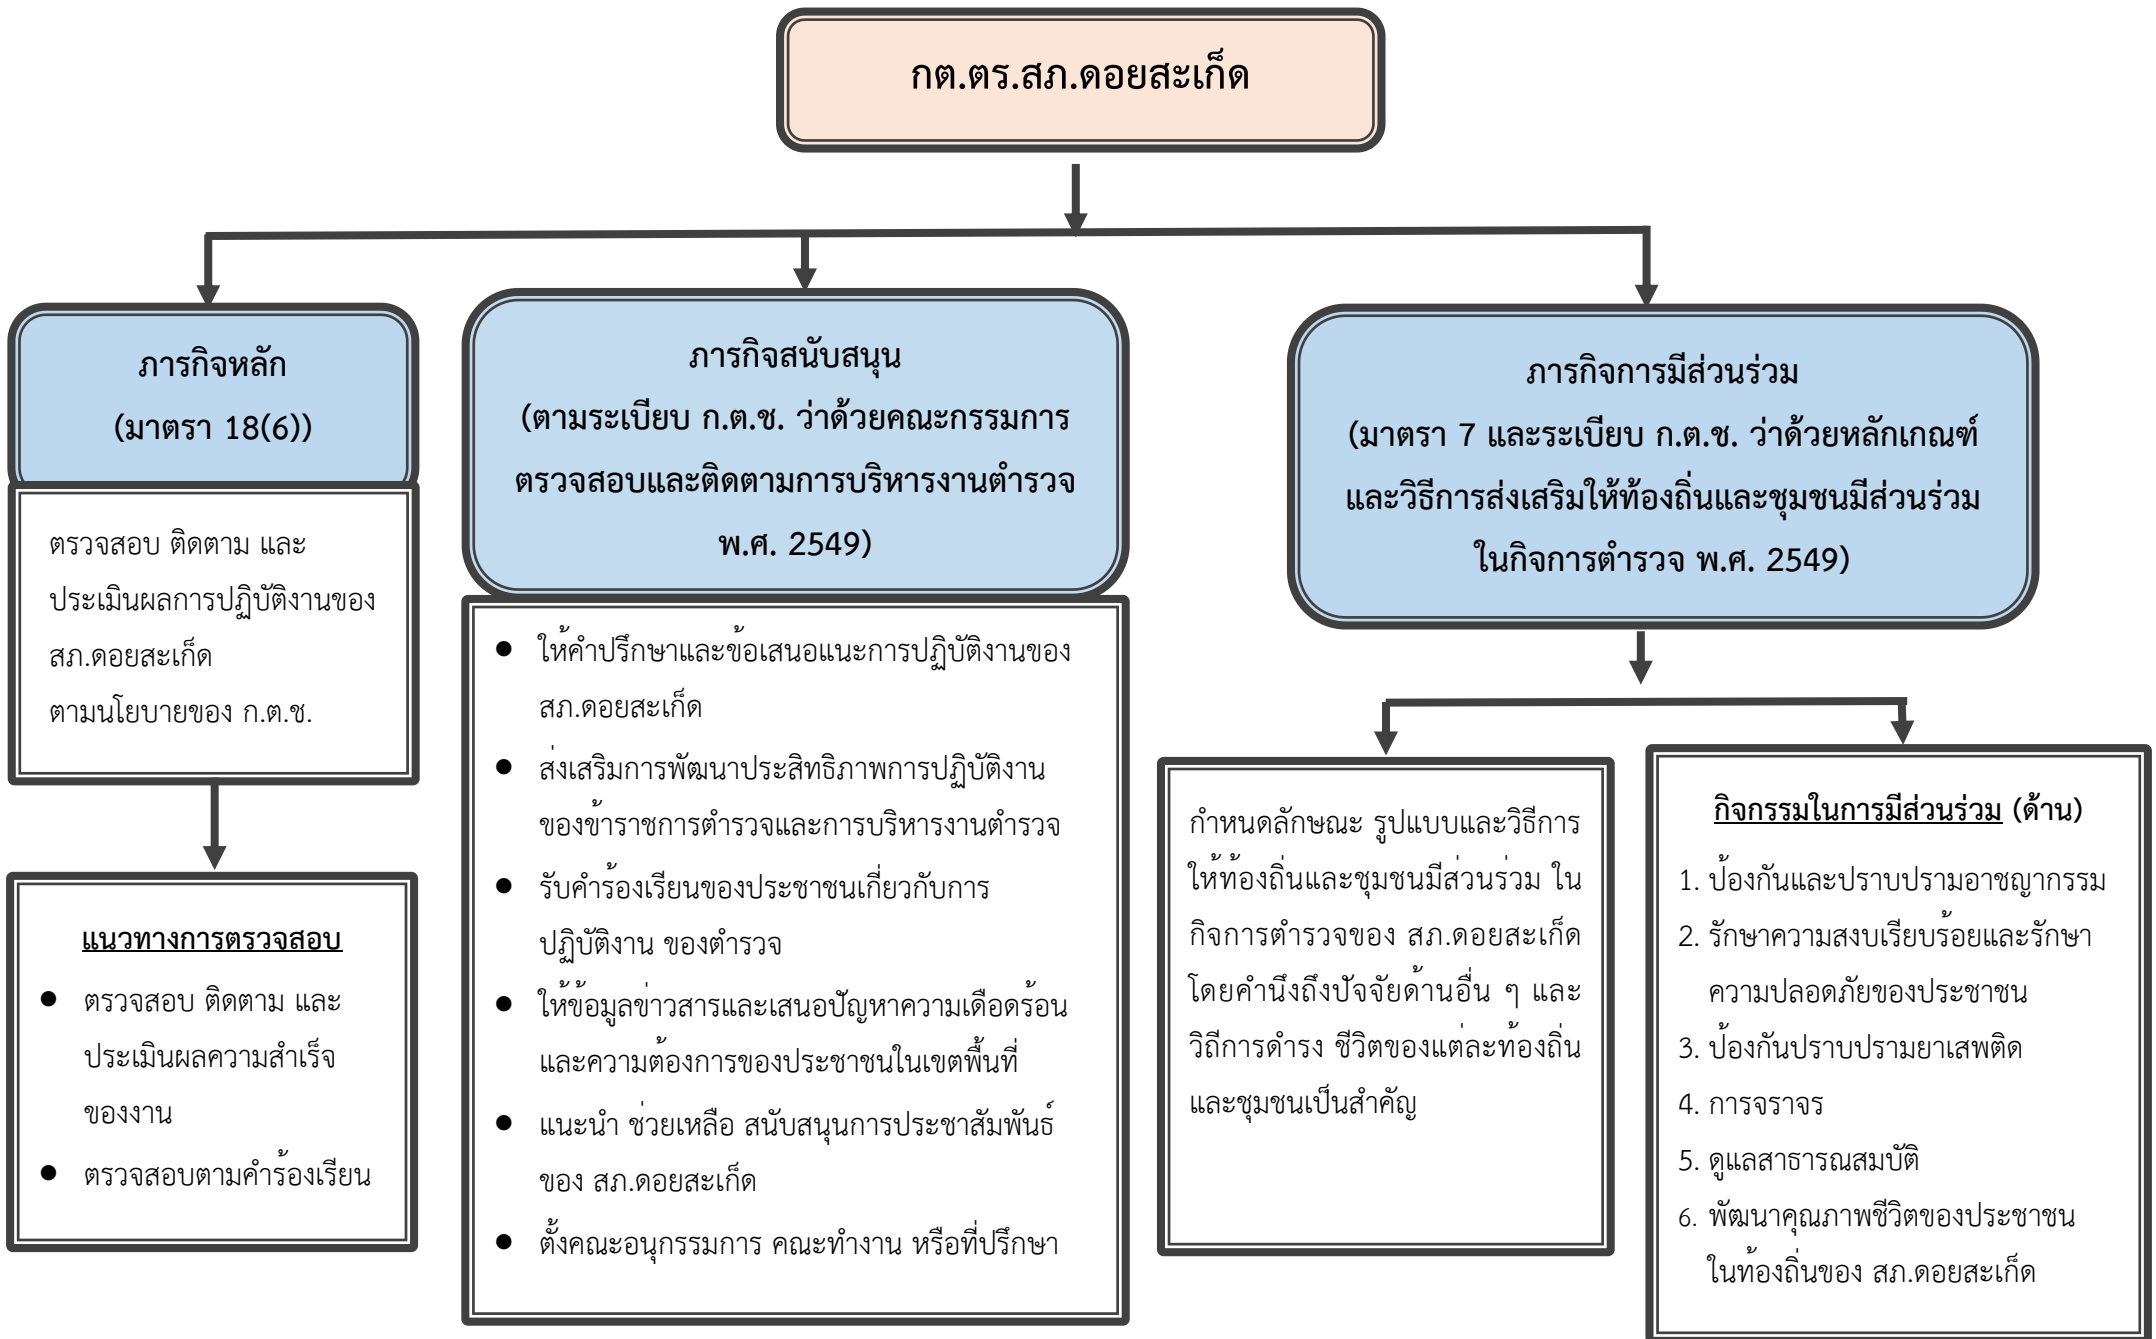 กต.ตร.สภ.ดอยสะเก็ด
ภารกิจหลัก
(มาตรา 18(6))
ตรวจสอบ ติดตาม และ
ประเมินผลการปฏิบัติงานของ
สภ.ดอยสะเก็ด
ตามนโยบายของ ก.ต.ช.
แนวทางการตรวจสอบ
● ตรวจสอบ ติดตาม และ
ประเมินผลความสำเร็จ
ของงาน
● ตรวจสอบตามคำร้องเรียน
ภารกิจสนับสนุน
(ตามระเบียบ ก.ต.ช. ว่าด้วยคณะกรรมการ
ตรวจสอบและติดตามการบริหารงานตำรวจ
พ.ศ. 2549)
● ให้คำปรึกษาและข้อเสนอแนะการปฏิบัติงานของ
สภ.ดอยสะเก็ด
● ส่งเสริมการพัฒนาประสิทธิภาพการปฏิบัติงาน
ของข้าราชการตำรวจและการบริหารงานตำรวจ
● รับคำร้องเรียนของประชาชนเกี่ยวกับการ
ปฏิบัติงาน ของตำรวจ
● ให้ข้อมูลข่าวสารและเสนอปัญหาความเดือดร้อน
และความต้องการของประชาชนในเขตพื้นที่
● แนะนำ ช่วยเหลือ สนับสนุนการประชาสัมพันธ์
ของ สภ.ดอยสะเก็ด
● ตั้งคณะอนุกรรมการ คณะทำงาน หรือที่ปรึกษา
ภารกิจการมีส่วนร่วม
(มาตรา 7 และระเบียบ ก.ต.ช. ว่าด้วยหลักเกณฑ์
และวิธีการส่งเสริมให้ท้องถิ่นและชุมชนมีส่วนร่วม
ในกิจการตำรวจ พ.ศ. 2549)
กำหนดลักษณะ รูปแบบและวิธีการ
ให้ท้องถิ่นและชุมชนมีส่วนร่วม ใน
กิจการตำรวจของ สภ.ดอยสะเก็ด
โดยคำนึงถึงปัจจัยด้านอื่น ๆ และ
วิถีการดำรง ชีวิตของแต่ละท้องถิ่น
และชุมชนเป็นสำคัญ
กิจกรรมในการมีส่วนร่วม (ด้าน)
1. ป้องกันและปราบปรามอาชญากรรม
2. รักษาความสงบเรียบร้อยและรักษา
ความปลอดภัยของประชาชน
3. ป้องกันปราบปรามยาเสพติด
4. การจราจร
5. ดูแลสาธารณสมบัติ
6. พัฒนาคุณภาพชีวิตของประชาชน
ในท้องถิ่นของ สภ.ดอยสะเก็ด